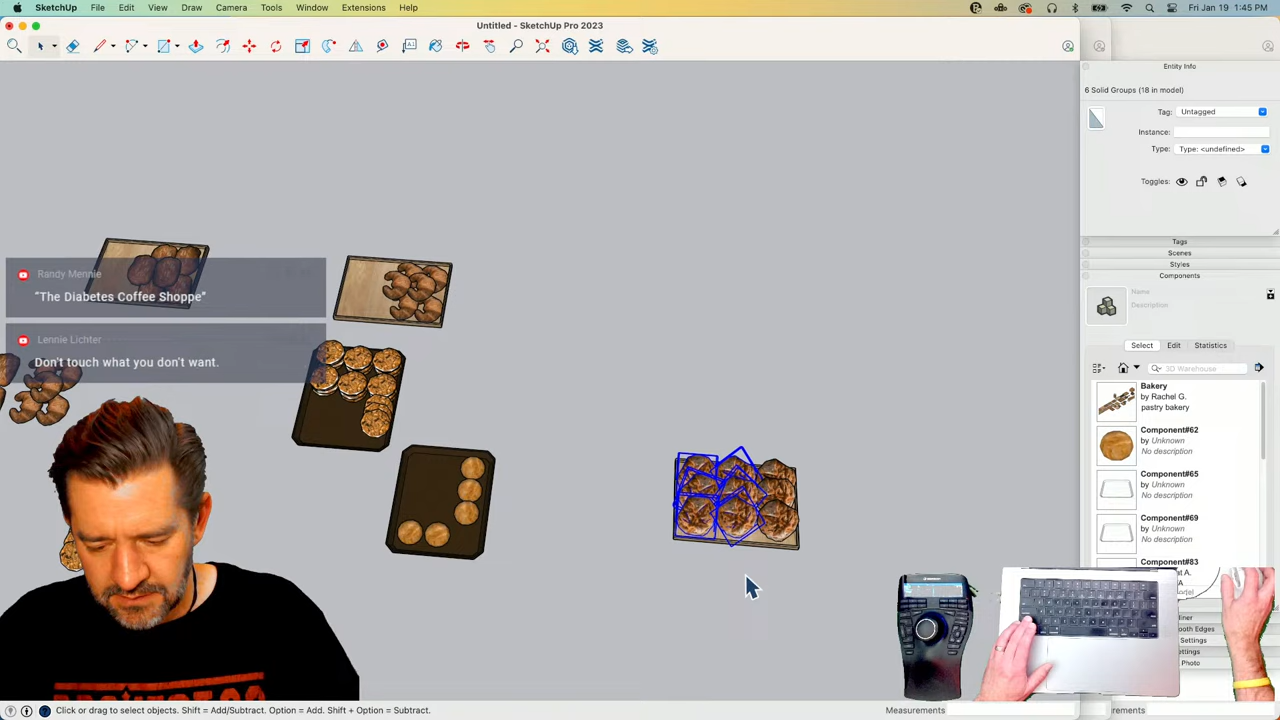 SketchUp File Edit View Draw Camera Tools Window Extensions Help
Fri Jan 19 1:45 PM
Untitled - SketchUp Pro 2023
Entity Info
6 Solid Groups (18 in model)
Tag: Untagged
Instance:
Type: Type: <undefined>
Toggles:
Tags
Scenes
Styles
Components
Name
Description
Select Edit Statistics
3D Warehouse
Bakery
by Rachel G.
pastry bakery
Component#62
by Unknown
No description
Component#65
by Unknown
No description
Component#69
by Unknown
No description
Component#83
Randy Mennie
“The Diabetes Coffee Shoppe”
Lennie Lichter
Don't touch what you don't want.
Click or drag to select objects. Shift = Add/Subtract. Option = Add. Shift + Option = Subtract.
Measurements